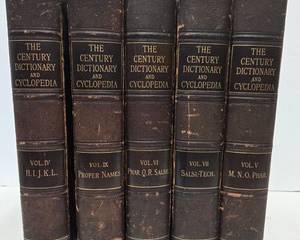 THE
CENTURY
DICTIONARY
AND
CYCLOPEDIA
VOL. IV
H.I.J.K.L.
THE
CENTURY
DICTIONARY
AND
CYCLOPEDIA
VOL. IX
PROPER NAMES
THE
CENTURY
DICTIONARY
AND
CYCLOPEDIA
VOL. VI
PHAR. Q.R. SALSE
THE
CENTURY
DICTIONARY
AND
CYCLOPEDIA
VOL. VII
SALSI-TECH.
THE
CENTURY
DICTIONARY
AND
CYCLOPEDIA
VOL. V
M.N.O. PHAR.